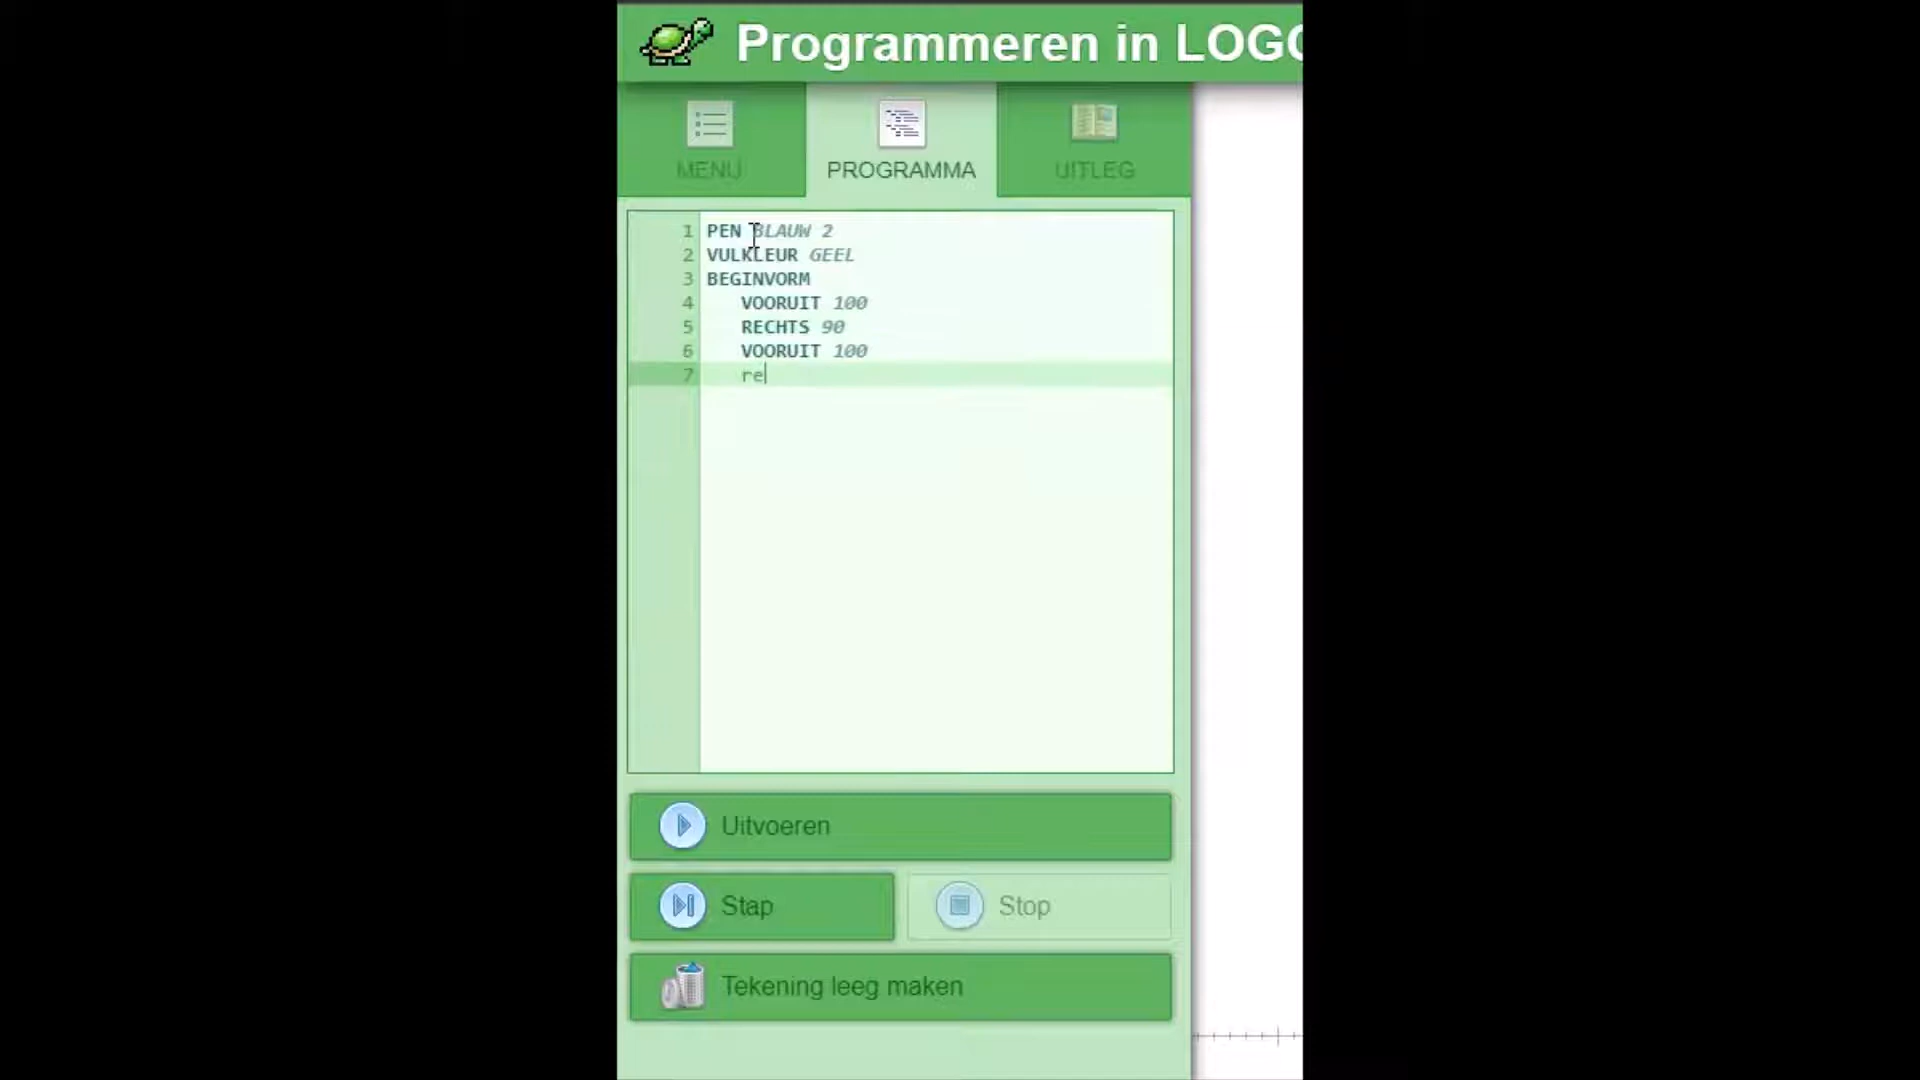 Programmeren in LOGO
MENU
PROGRAMMA
UITLEG
1 PEN BLAUW 2
2 VULKLEUR GEEL
3 BEGINVORM
4 VOORUIT 100
5 RECHTS 90
6 VOORUIT 100
7 re
Uitvoeren
Stap
Stop
Tekening leeg maken